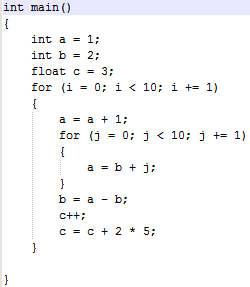 int main()
{
    int a = 1;
    int b = 2;
    float c = 3;
    for (i = 0; i < 10; i += 1)
    {
        a = a + 1;
        for (j = 0; j < 10; j += 1)
        {
            a = b + j;
        }
        b = a - b;
        c++;
        c = c + 2 * 5;
    }
}